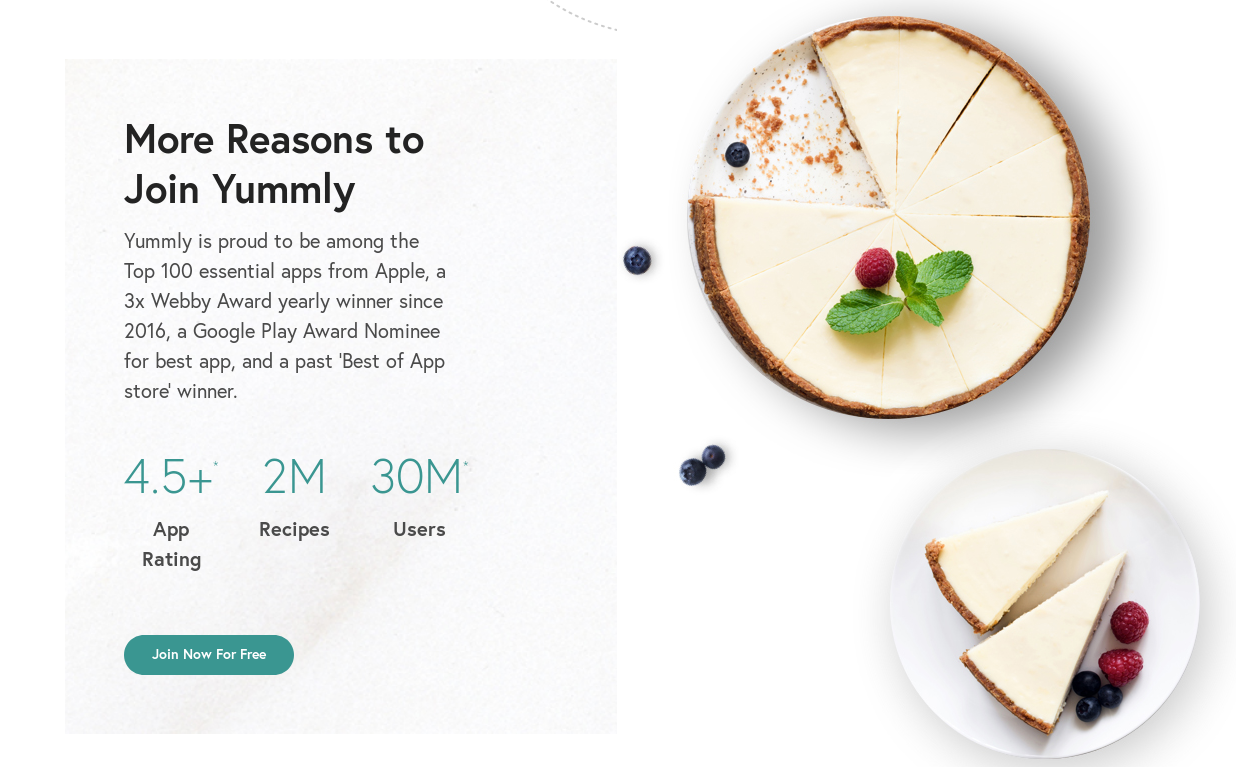 More Reasons to
Join Yummly
Yummly is proud to be among the
Top 100 essential apps from Apple, a
3x Webby Award yearly winner since
2016, a Google Play Award Nominee
for best app, and a past 'Best of App
store' winner.
4.5+* 2M 30M*
App Recipes Users
Rating
Join Now For Free